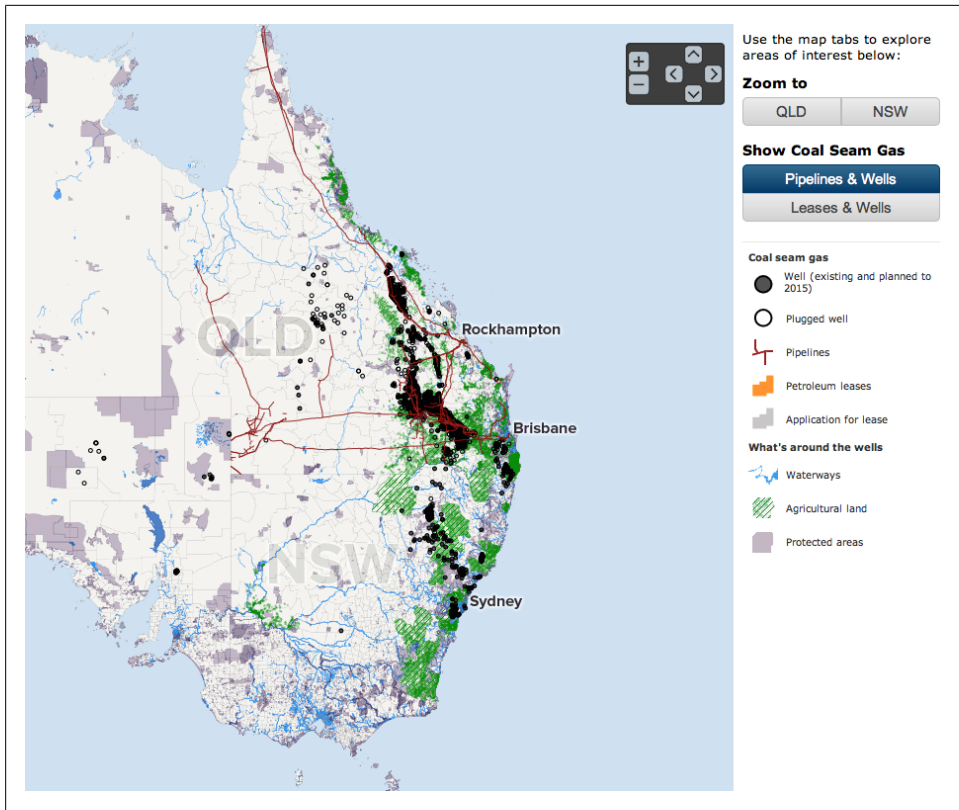 QLD
NSW
Rockhampton
Brisbane
Sydney
Use the map tabs to explore
areas of interest below:
Zoom to
QLD
NSW
Show Coal Seam Gas
Pipelines & Wells
Leases & Wells
Coal seam gas
Well (existing and planned to
2015)
Plugged well
Pipelines
Petroleum leases
Application for lease
What's around the wells
Waterways
Agricultural land
Protected areas